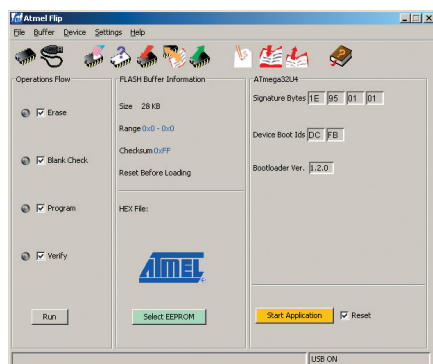 Atmel Flip
File Buffer Device Settings Help
Operations Flow
Erase
Blank Check
Program
Verify
Run
FLASH Buffer Information
Size 28 KB
Range 0x0 - 0x0
Checksum 0xFF
Reset Before Loading
HEX File:
ATMEL
Select EEPROM
ATmega32U4
Signature Bytes 1E 95 01 01
Device Boot Ids DC FB
Bootloader Ver. 1.2.0
Start Application Reset
USB ON